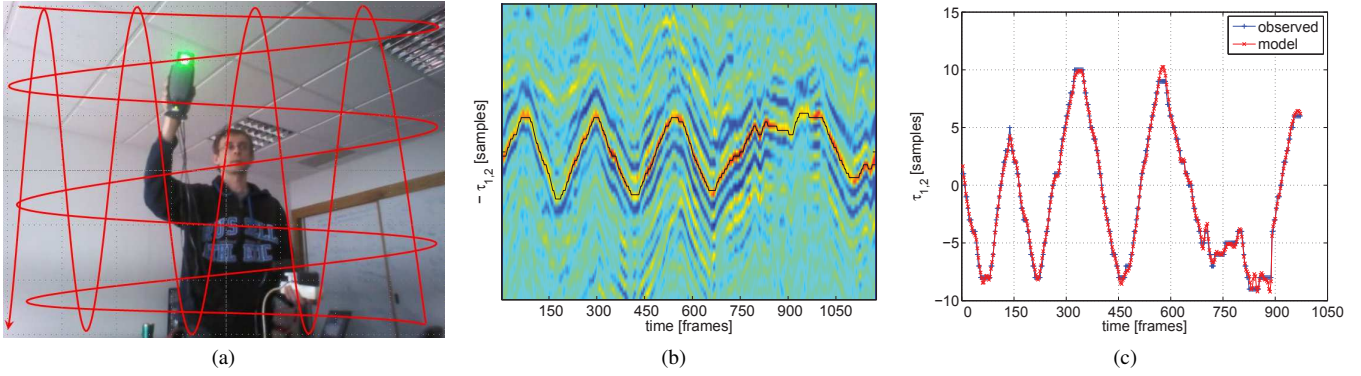 − τ1,2 [samples]
150 300 450 600 750 900 1050
time [frames]
τ1,2 [samples]
15
10
5
0
−5
−10
0 150 300 450 600 750 900 1050
time [frames]
observed
model
(a) (b) (c)